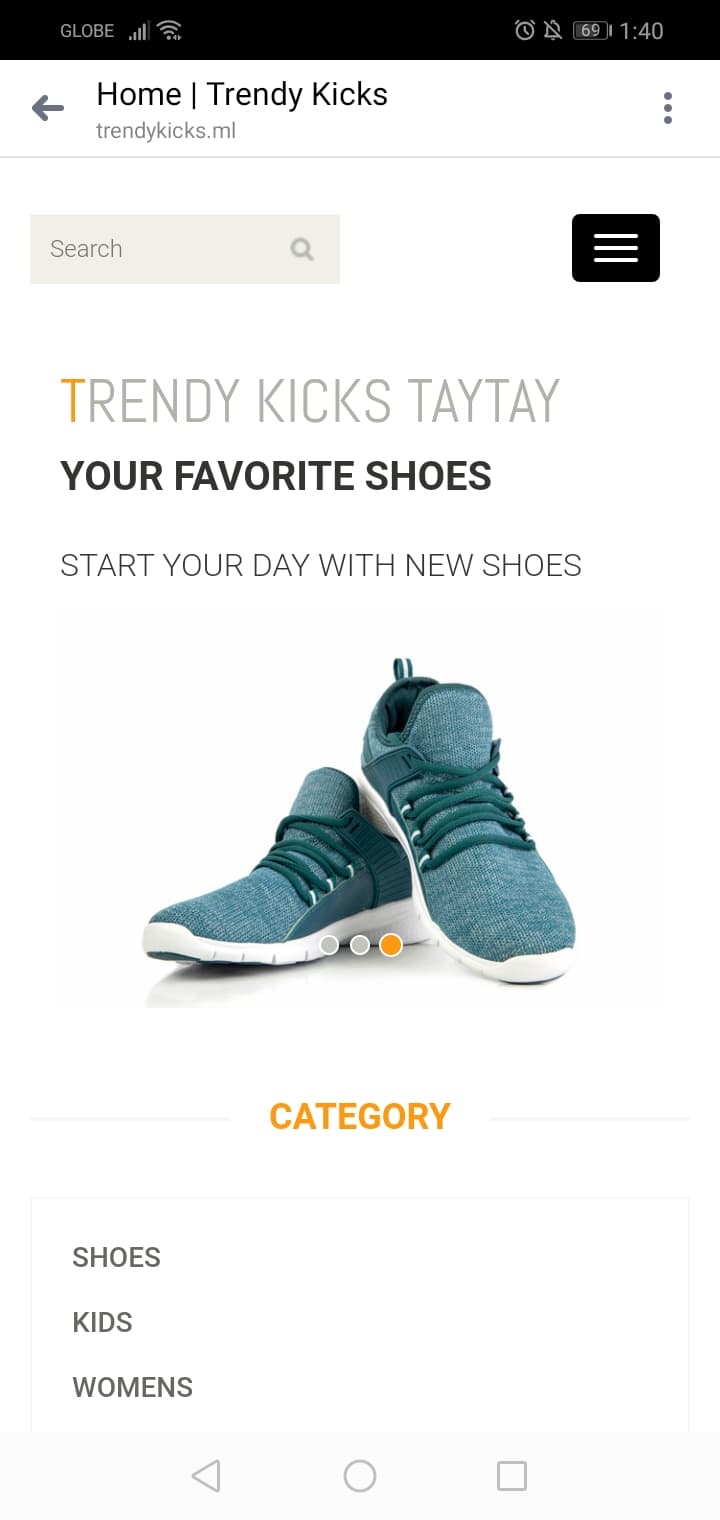 GLOBE 69 1:40
Home | Trendy Kicks
trendykicks.ml
Search
TRENDY KICKS TAYTAY
YOUR FAVORITE SHOES
START YOUR DAY WITH NEW SHOES
CATEGORY
SHOES
KIDS
WOMENS